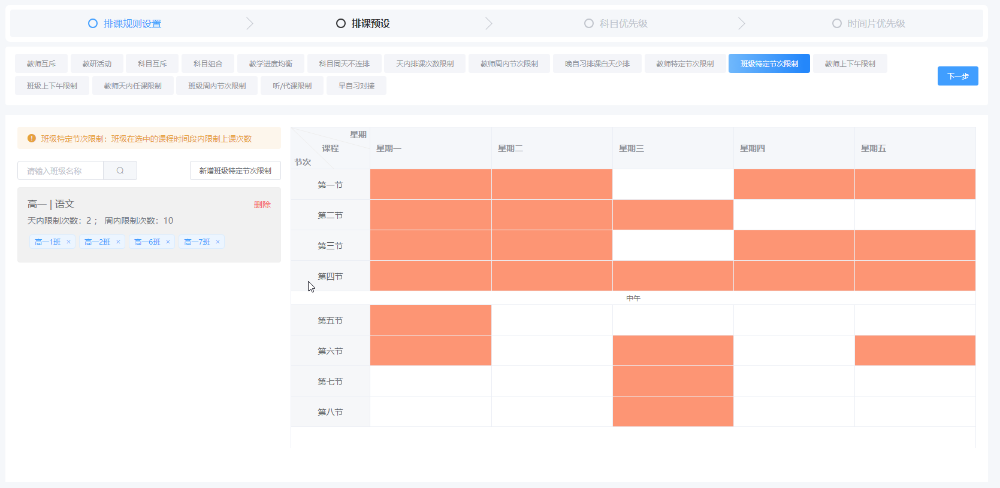 排课规则设置
排课预设
科目优先级
时间片优先级
教师互斥
教研活动
科目互斥
科目组合
教学进度均衡
科目同天不连排
天内排课次数限制
教师周内节次限制
晚自习排课白天少排
教师特定节次限制
班级特定节次限制
教师上下午限制
班级上下午限制
教师天内任课限制
班级周内节次限制
听/代课限制
早自习对接
下一步
班级特定节次限制：班级在选中的课程时间段内限制上课次数
请输入班级名称
新增班级特定节次限制
高一 | 语文
删除
天内限制次数：2； 周内限制次数：10
高一1班 ×
高一2班 ×
高一6班 ×
高一7班 ×
星期
课程
节次
星期一
星期二
星期三
星期四
星期五
第一节
第二节
第三节
第四节
中午
第五节
第六节
第七节
第八节